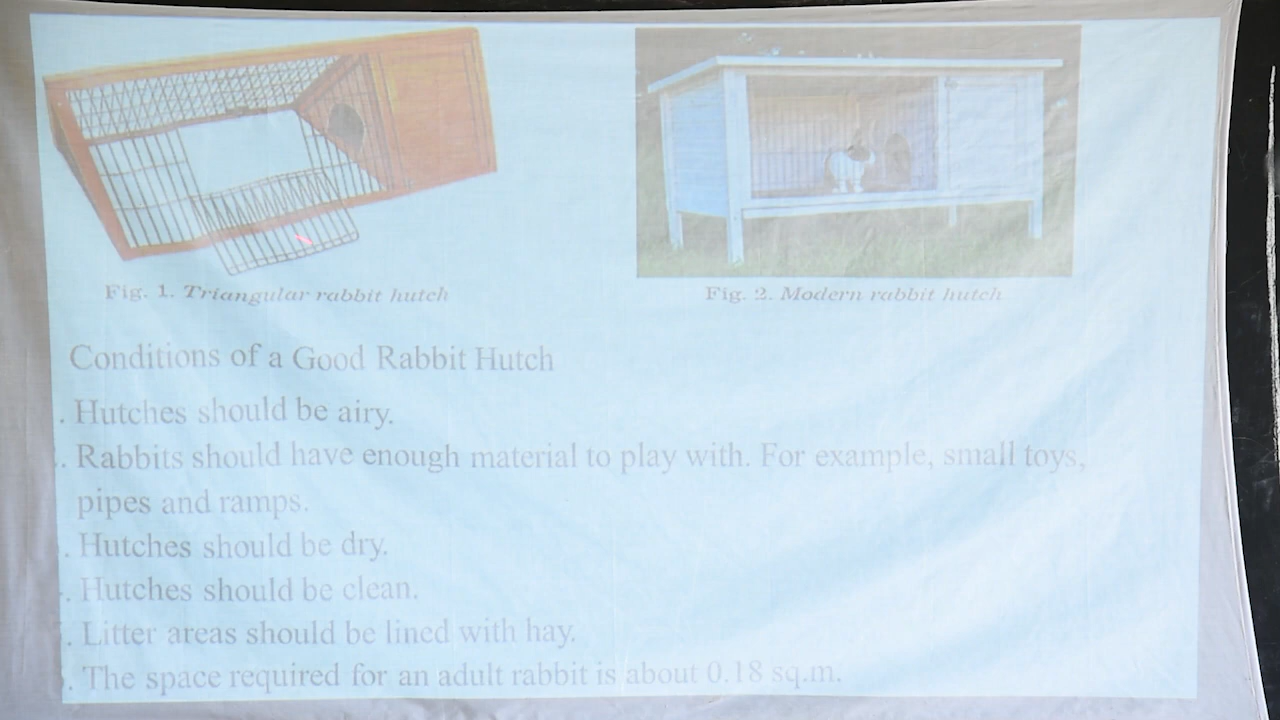 Fig. 1. Triangular rabbit hutch
Fig. 2. Modern rabbit hutch
Conditions of a Good Rabbit Hutch
. Hutches should be airy.
. Rabbits should have enough material to play with. For example, small toys,
pipes and ramps.
. Hutches should be dry.
. Hutches should be clean.
. Litter areas should be lined with hay.
. The space required for an adult rabbit is about 0.18 sq.m.